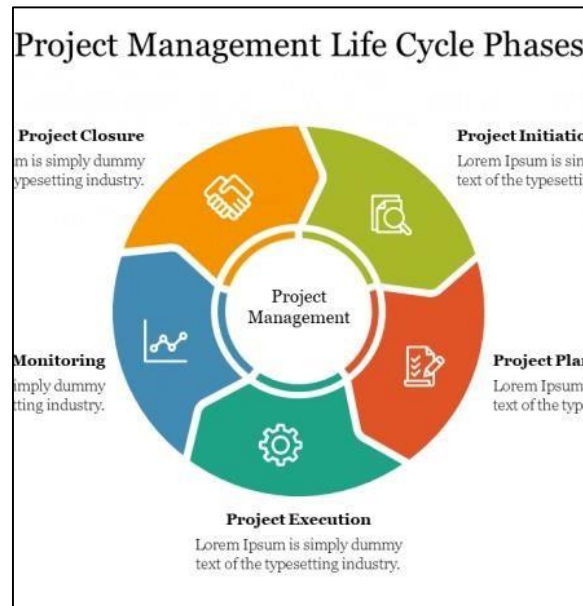 Project Management Life Cycle Phases
Project Closure
m is simply dummy
ypesetting industry.
Project Initiatio
Lorem Ipsum is sim
text of the typesetti
Project
Management
Monitoring
imply dummy
tting industry.
Project Plan
Lorem Ipsum
text of the typ
Project Execution
Lorem Ipsum is simply dummy
text of the typesetting industry.